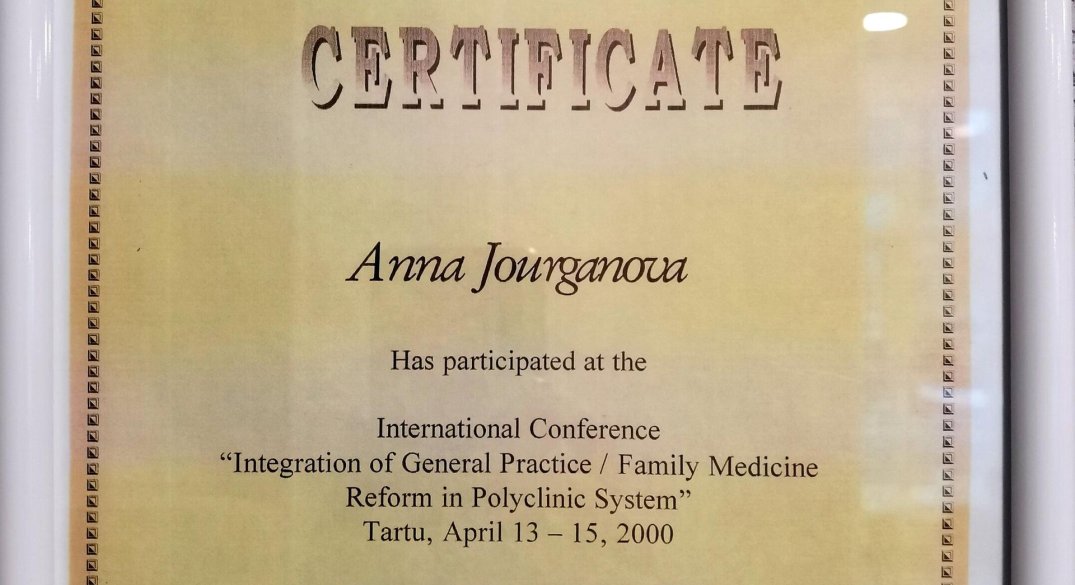 CERTIFICATE
Anna Jourganova
Has participated at the
International Conference
“Integration of General Practice / Family Medicine
Reform in Polyclinic System”
Tartu, April 13 – 15, 2000